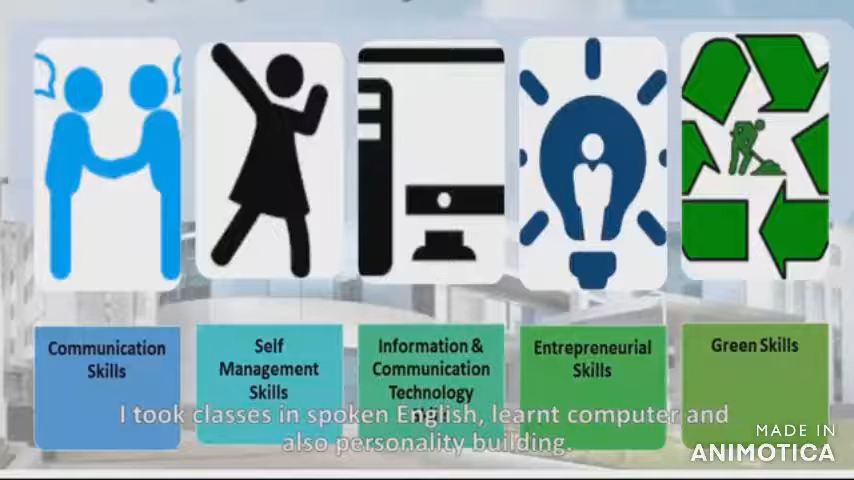 Communication
Skills
Self
Management
Skills
Information &
Communication
Technology
Entrepreneurial
Skills
Green Skills
I took classes in spoken English, learnt computer and
also personality building.
MADE IN
ANIMOTICA